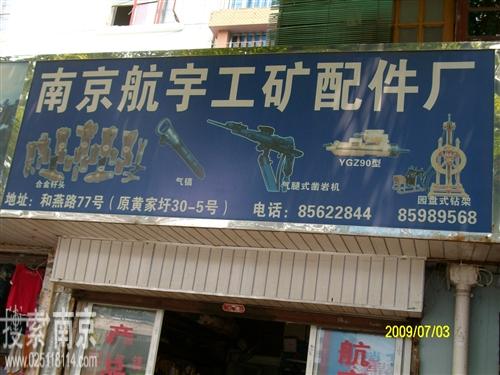 南京航宇工矿配件厂
合金钎头
气镐
气腿式凿岩机
YGZ90型
园盘式钻架
地址：和燕路77号（原黄家圩30-5号） 电话：85622844 85989568
产
航
搜索南京
www.025118114.com
2009/07/03